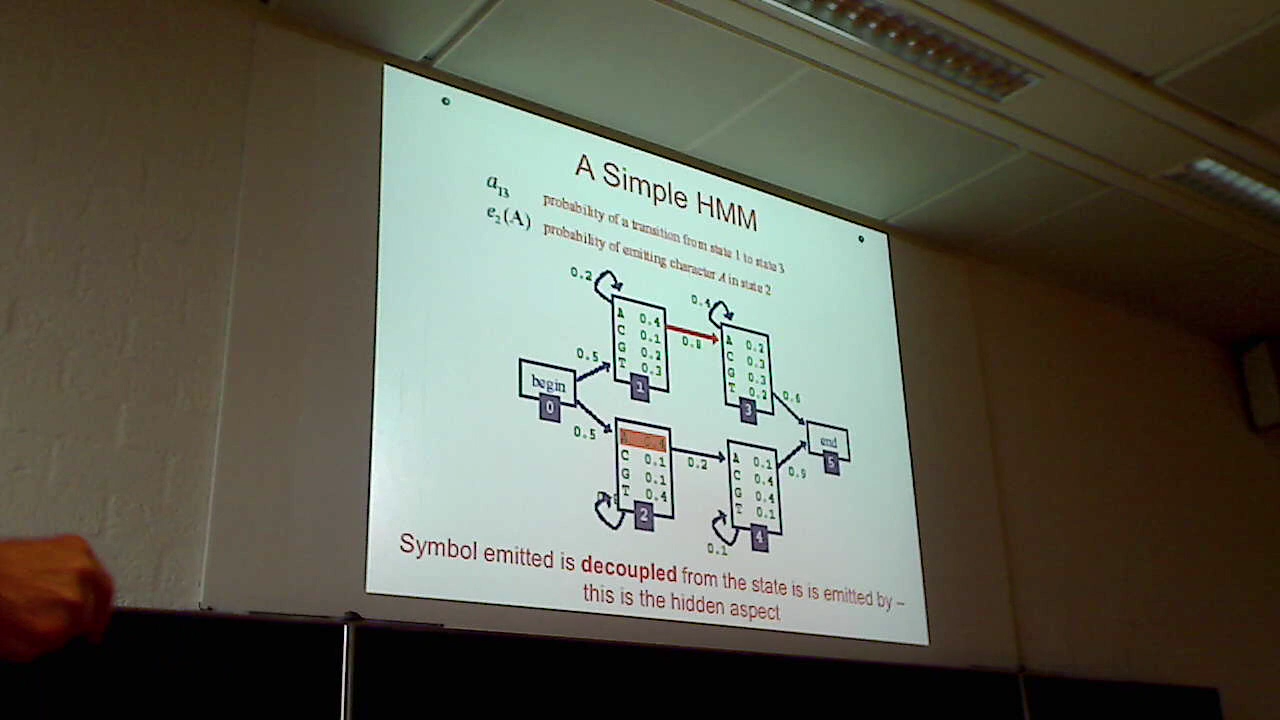 A Simple HMM
a13 probability of a transition from state 1 to state 3
e2(A) probability of emitting character A in state 2
0.2
0.4
A 0.4
C 0.1
G 0.2
T 0.3
1
0.8
A 0.2
C 0.3
G 0.3
T 0.2
3
0.5
begin
0
0.5
0.6
end
5
A 0.4
C 0.1
G 0.1
T 0.4
2
0.2
A 0.1
C 0.4
G 0.4
T 0.1
4
0.9
0.1
Symbol emitted is decoupled from the state is is emitted by –
this is the hidden aspect